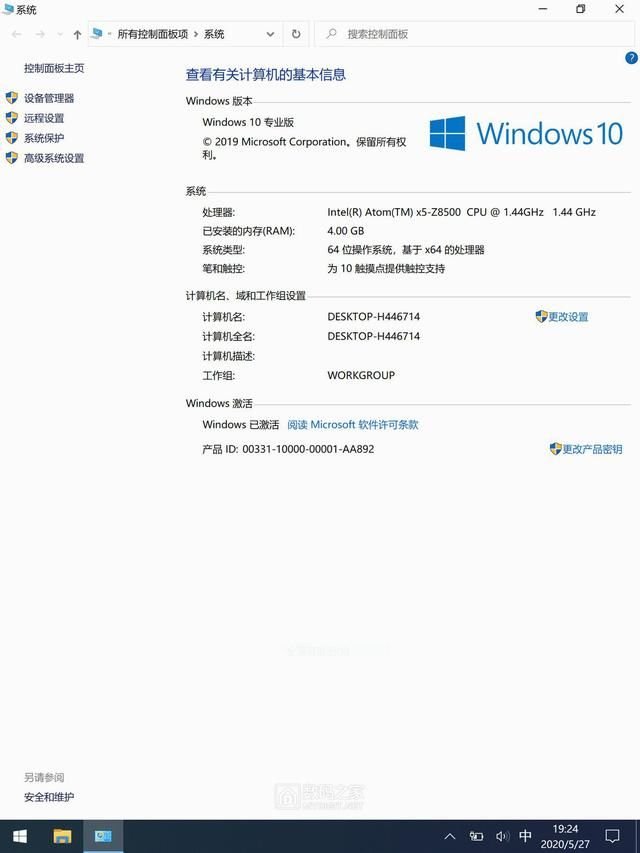 系统
所有控制面板项 系统
搜索控制面板
控制面板主页
设备管理器
远程设置
系统保护
高级系统设置
查看有关计算机的基本信息
Windows 版本
Windows 10 专业版
© 2019 Microsoft Corporation。保留所有权
利。
Windows 10
系统
处理器: Intel(R) Atom(TM) x5-Z8500 CPU @ 1.44GHz 1.44 GHz
已安装的内存(RAM): 4.00 GB
系统类型: 64 位操作系统，基于 x64 的处理器
笔和触控: 为 10 触摸点提供触控支持
计算机名、域和工作组设置
计算机名: DESKTOP-H446714 更改设置
计算机全名: DESKTOP-H446714
计算机描述:
工作组: WORKGROUP
Windows 激活
Windows 已激活 阅读 Microsoft 软件许可条款
产品 ID: 00331-10000-00001-AA892 更改产品密钥
另请参阅
安全和维护
数码之家
MYDIGIT.NET
中
19:24
2020/5/27